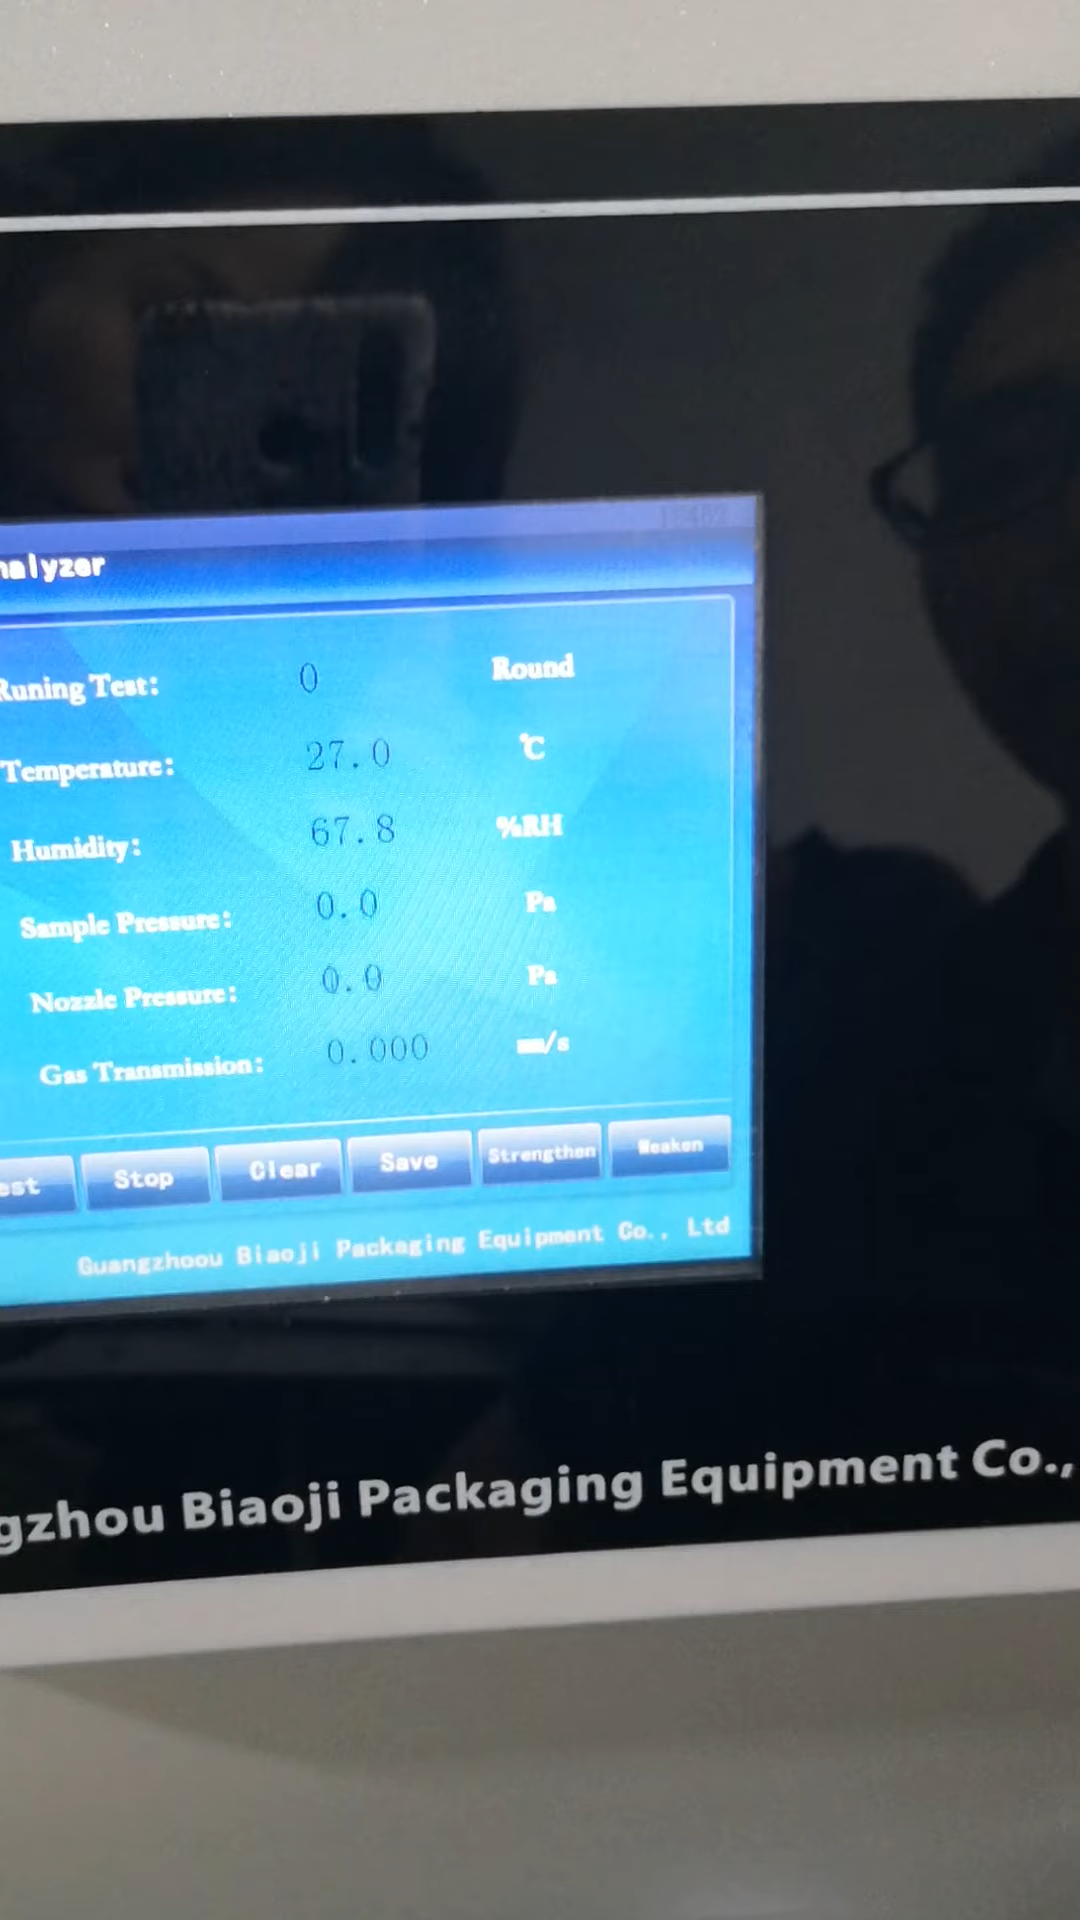 nalyzer
Runing Test: 0 Round
Temperature: 27.0 ℃
Humidity: 67.8 %RH
Sample Pressure: 0.0 Pa
Nozzle Pressure: 0.0 Pa
Gas Transmission: 0.000 mm/s
est Stop Clear Save Strengthen Weaken
Guangzhoou Biaoji Packaging Equipment Co., Ltd
gzhou Biaoji Packaging Equipment Co.,